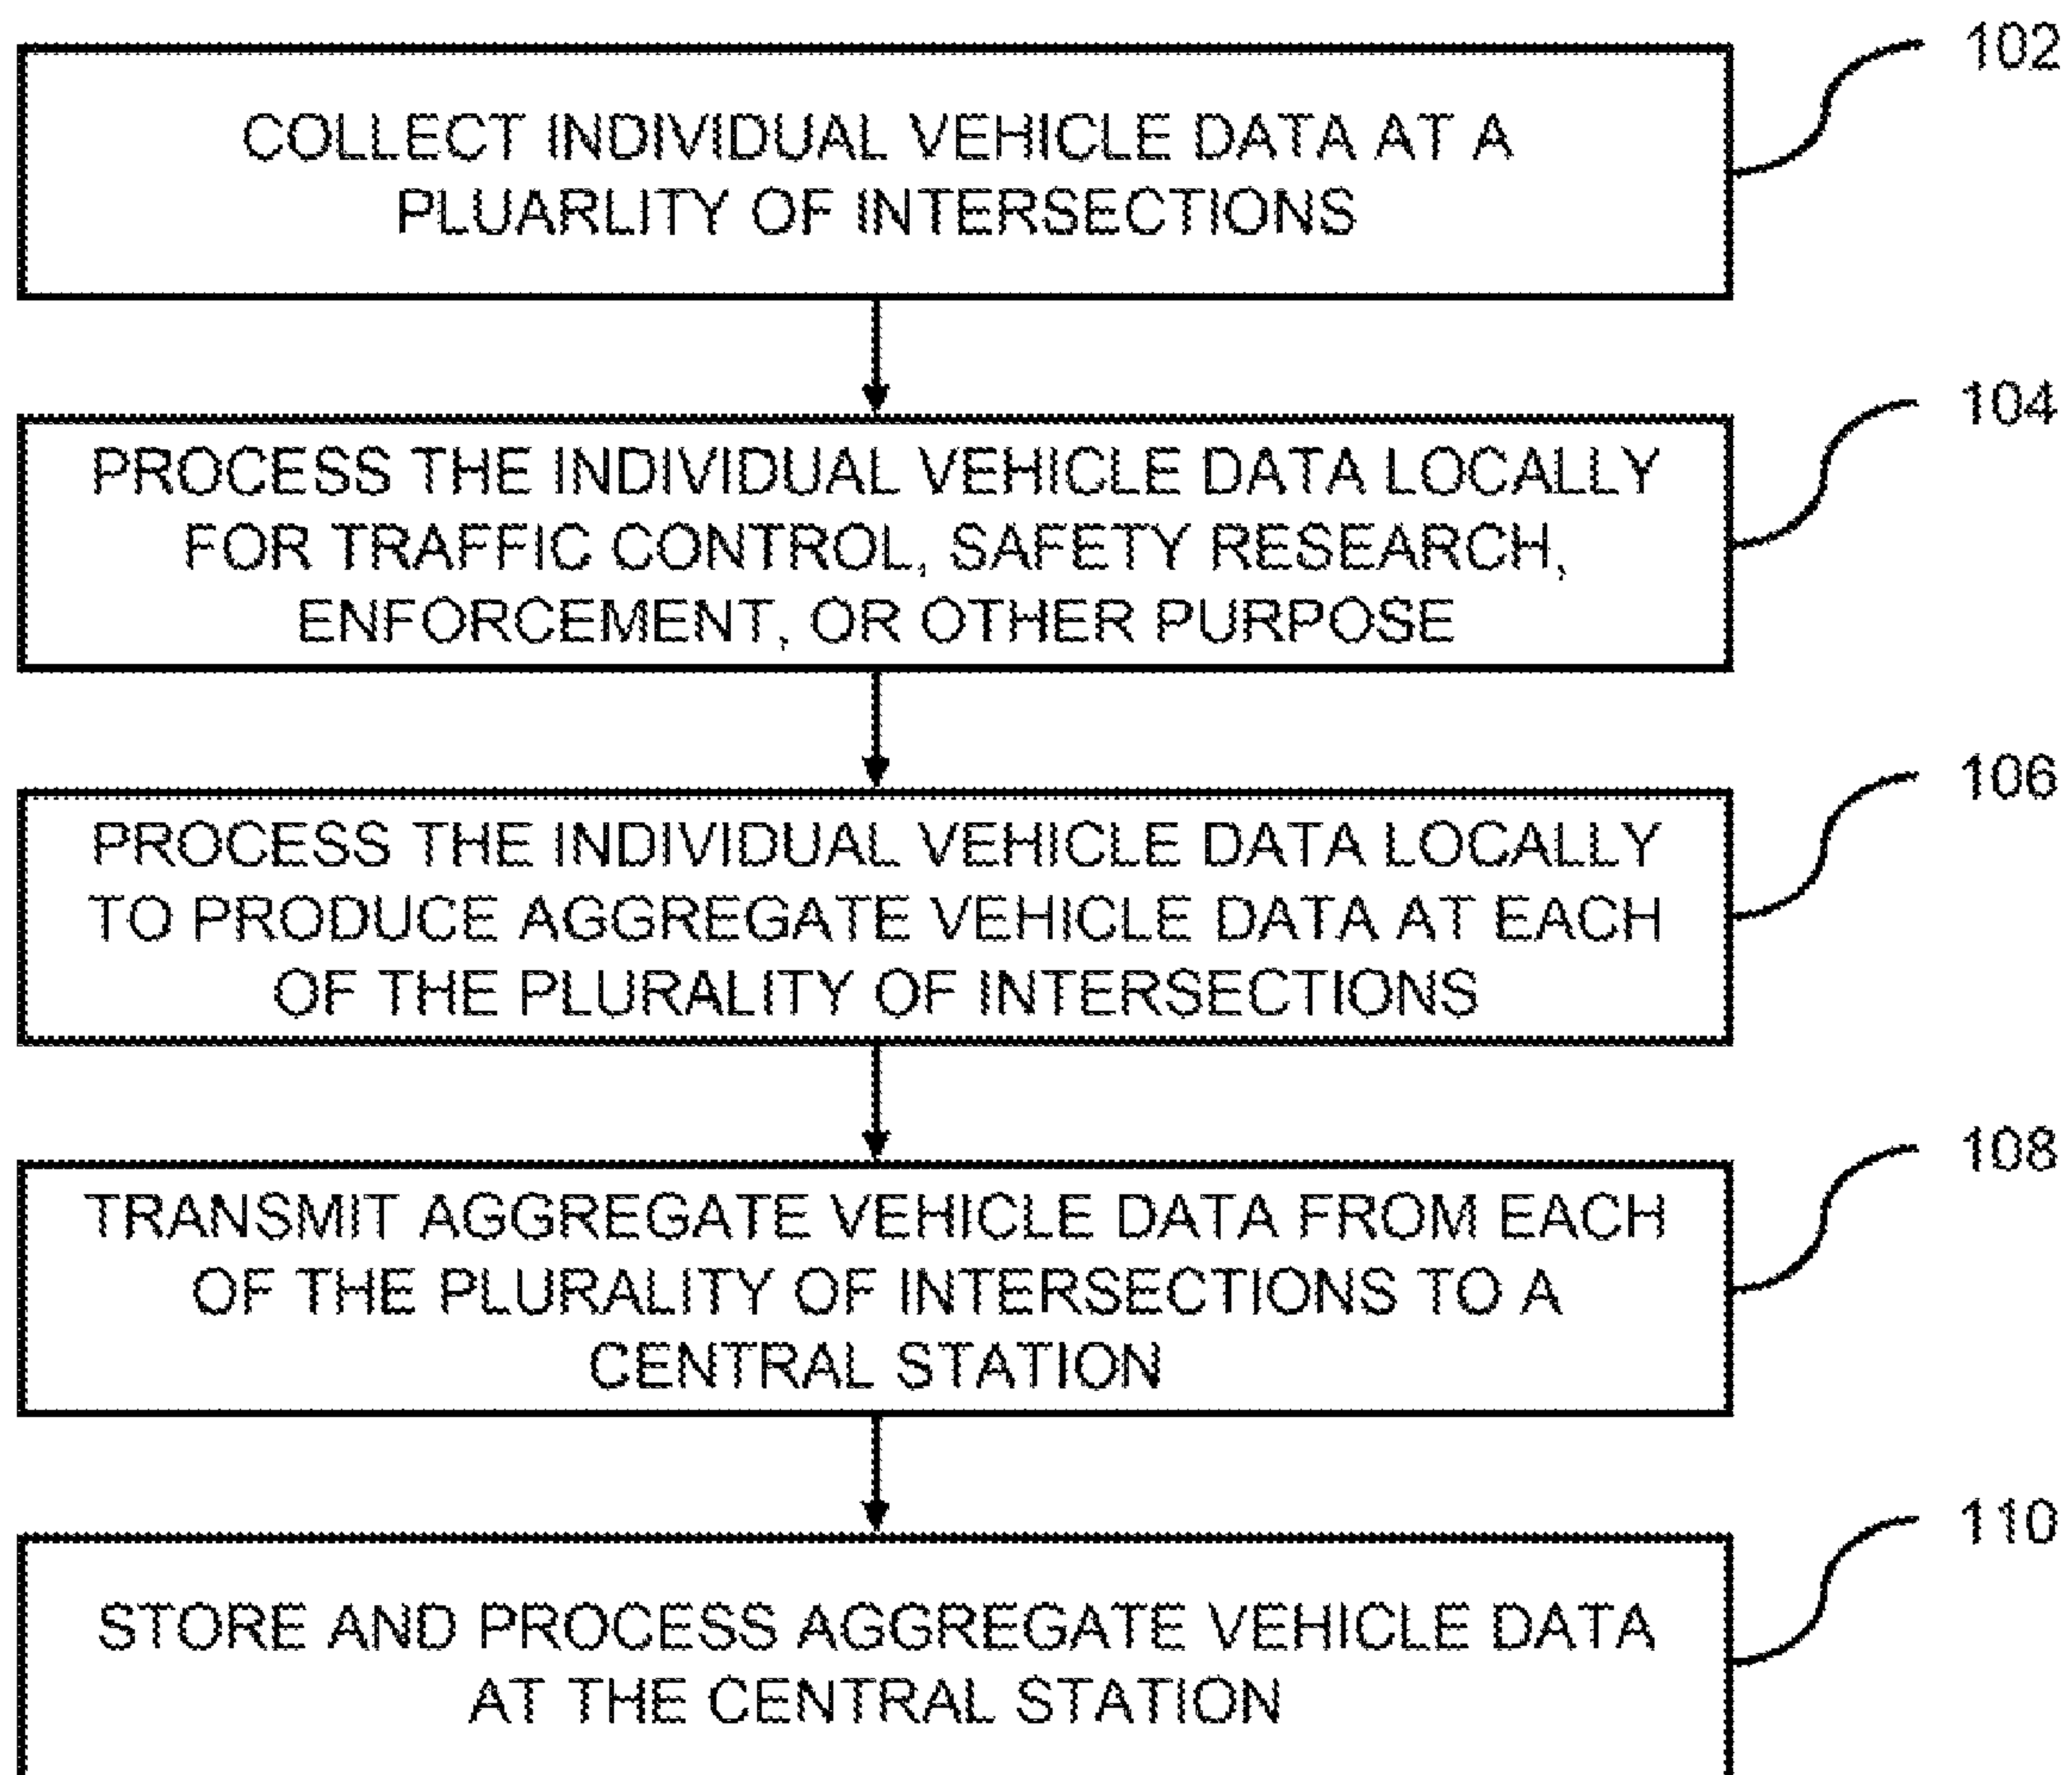 102
COLLECT INDIVIDUAL VEHICLE DATA AT A
PLUARLITY OF INTERSECTIONS
104
PROCESS THE INDIVIDUAL VEHICLE DATA LOCALLY
FOR TRAFFIC CONTROL, SAFETY RESEARCH,
ENFORCEMENT, OR OTHER PURPOSE
106
PROCESS THE INDIVIDUAL VEHICLE DATA LOCALLY
TO PRODUCE AGGREGATE VEHICLE DATA AT EACH
OF THE PLURALITY OF INTERSECTIONS
108
TRANSMIT AGGREGATE VEHICLE DATA FROM EACH
OF THE PLURALITY OF INTERSECTIONS TO A
CENTRAL STATION
110
STORE AND PROCESS AGGREGATE VEHICLE DATA
AT THE CENTRAL STATION